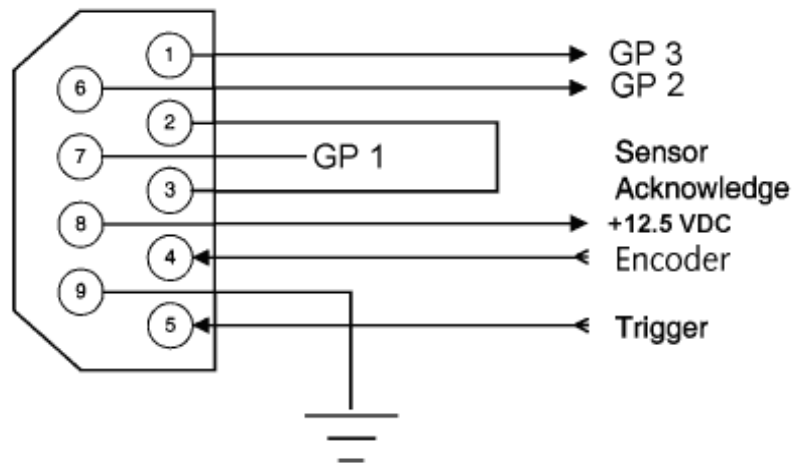 1
GP 3
6
GP 2
2
7
GP 1
Sensor
3
Acknowledge
8
+12.5 VDC
4
Encoder
9
5
Trigger